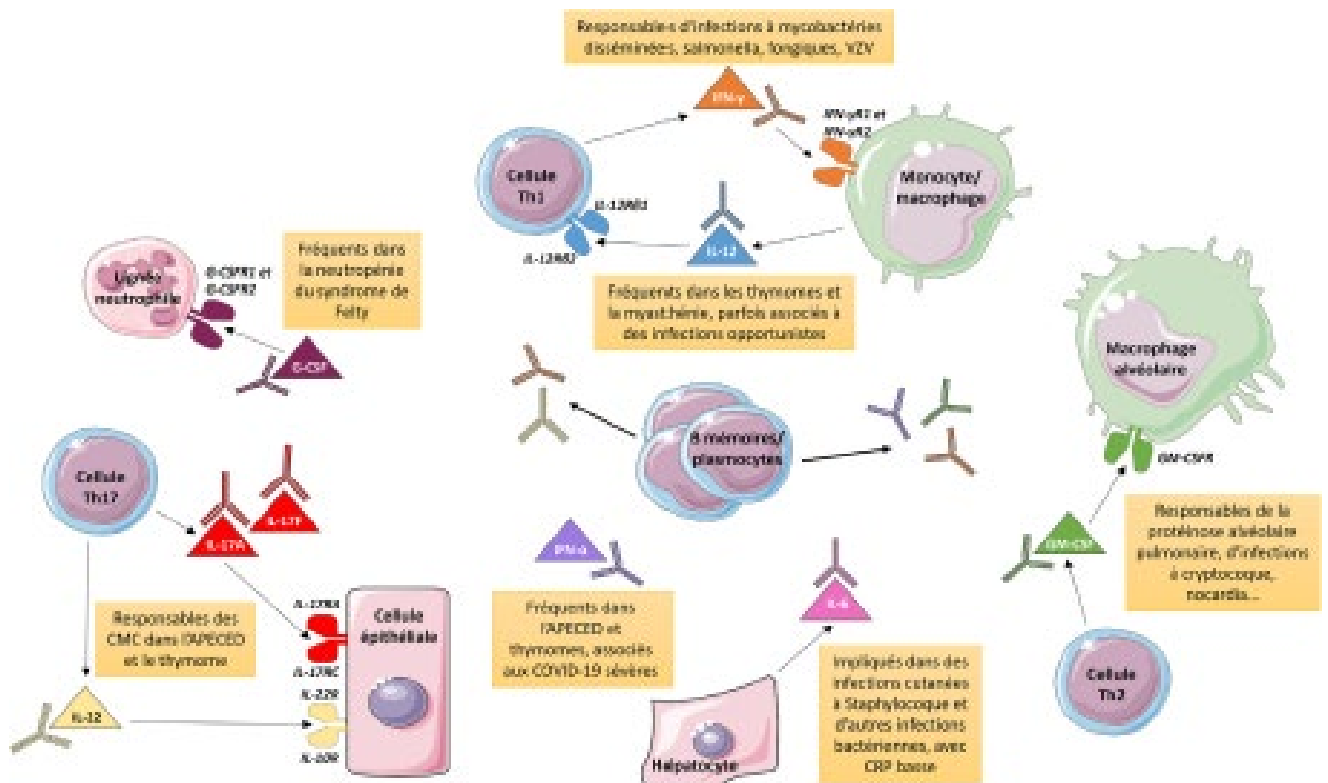 Responsables d'infections à mycobactéries
disséminées, salmonella, fongiques, VZV
IFN-γ
IFN-γR1 et
IFN-γR2
Cellule
Th1
Monocyte/
macrophage
IL-12RB1
IL-12RB2
IL-12
Fréquents dans les thymomes et
la myasthénie, parfois associés à
des infections opportunistes
Lignée
neutrophile
G-CSFR1 et
G-CSFR2
Fréquents dans
la neutropénie
du syndrome de
Felty
G-CSF
Macrophage
alvéolaire
GM-CSFR
B mémoires/
plasmocytes
Cellule
Th17
IL-17A
IL-17F
Responsables des
CMC dans l'APECED
et le thymome
IL-17RA
IL-17RC
IL-22R
IL-10R
Cellule
épithéliale
IL-22
IFN-α
Fréquents dans
l'APECED et
thymomes, associés
aux COVID-19 sévères
IL-6
Hépatocyte
Impliqués dans des
infections cutanées
à Staphylocoque et
d'autres infections
bactériennes, avec
CRP basse
GM-CSF
Responsables de la
protéinose alvéolaire
pulmonaire, d'infections
à cryptocoque,
nocardia...
Cellule